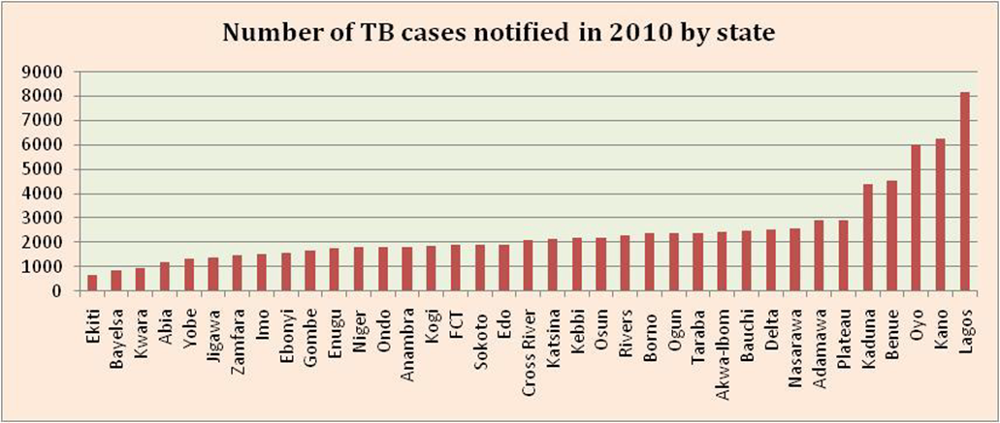 Number of TB cases notified in 2010 by state
9000
8000
7000
6000
5000
4000
3000
2000
1000
0
Ekiti
Bayelsa
Kwara
Abia
Yobe
Jigawa
Zamfara
Imo
Ebonyi
Gombe
Enugu
Niger
Ondo
Anambra
Kogi
FCT
Sokoto
Edo
Cross River
Katsina
Kebbi
Osun
Rivers
Borno
Ogun
Taraba
Akwa-Ibom
Bauchi
Delta
Nasarawa
Adamawa
Plateau
Kaduna
Benue
Oyo
Kano
Lagos